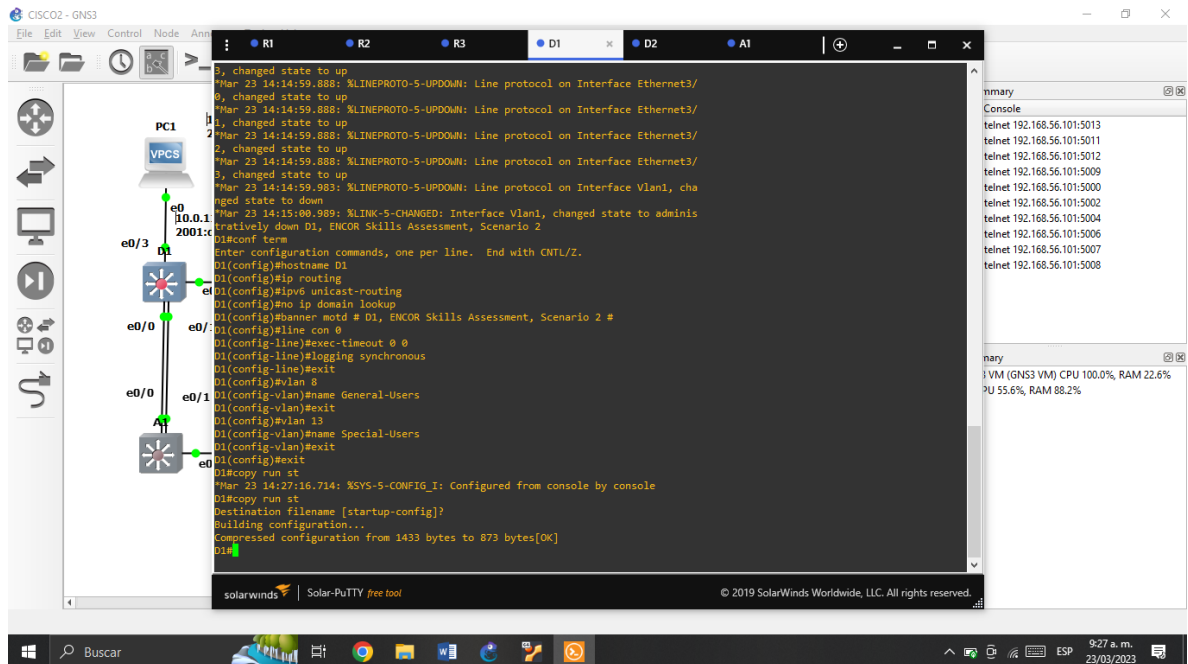 CISCO2 - GNS3
File Edit View Control Node Ann
R1 R2 R3 D1 D2 A1
3, changed state to up
*Mar 23 14:14:59.888: %LINEPROTO-5-UPDOWN: Line protocol on Interface Ethernet3/
0, changed state to up
*Mar 23 14:14:59.888: %LINEPROTO-5-UPDOWN: Line protocol on Interface Ethernet3/
1, changed state to up
*Mar 23 14:14:59.888: %LINEPROTO-5-UPDOWN: Line protocol on Interface Ethernet3/
2, changed state to up
*Mar 23 14:14:59.888: %LINEPROTO-5-UPDOWN: Line protocol on Interface Ethernet3/
3, changed state to up
*Mar 23 14:14:59.983: %LINEPROTO-5-UPDOWN: Line protocol on Interface Vlan1, cha
nged state to down
*Mar 23 14:15:00.989: %LINK-5-CHANGED: Interface Vlan1, changed state to adminis
tratively down D1, ENCOR Skills Assessment, Scenario 2
D1#conf term
Enter configuration commands, one per line. End with CNTL/Z.
D1(config)#hostname D1
D1(config)#ip routing
D1(config)#ipv6 unicast-routing
D1(config)#no ip domain lookup
D1(config)#banner motd # D1, ENCOR Skills Assessment, Scenario 2 #
D1(config)#line con 0
D1(config-line)#exec-timeout 0 0
D1(config-line)#logging synchronous
D1(config-line)#exit
D1(config)#vlan 8
D1(config-vlan)#name General-Users
D1(config-vlan)#exit
D1(config)#vlan 13
D1(config-vlan)#name Special-Users
D1(config-vlan)#exit
D1(config)#exit
D1#copy run st
*Mar 23 14:27:16.714: %SYS-5-CONFIG_I: Configured from console by console
D1#copy run st
Destination filename [startup-config]?
Building configuration...
Compressed configuration from 1433 bytes to 873 bytes[OK]
D1#
solarwinds Solar-PuTTY free tool
© 2019 SolarWinds Worldwide, LLC. All rights reserved.
PC1
VPCS
e0
10.0.1
2001:c
e0/3
D1
e0/0 e0/
e0/0 e0/1
A1
e0
mmary
Console
telnet 192.168.56.101:5013
telnet 192.168.56.101:5011
telnet 192.168.56.101:5012
telnet 192.168.56.101:5009
telnet 192.168.56.101:5000
telnet 192.168.56.101:5002
telnet 192.168.56.101:5004
telnet 192.168.56.101:5006
telnet 192.168.56.101:5007
telnet 192.168.56.101:5008
mary
VM (GNS3 VM) CPU 100.0%, RAM 22.6%
PU 55.6%, RAM 88.2%
Buscar
ESP
9:27 a. m.
23/03/2023